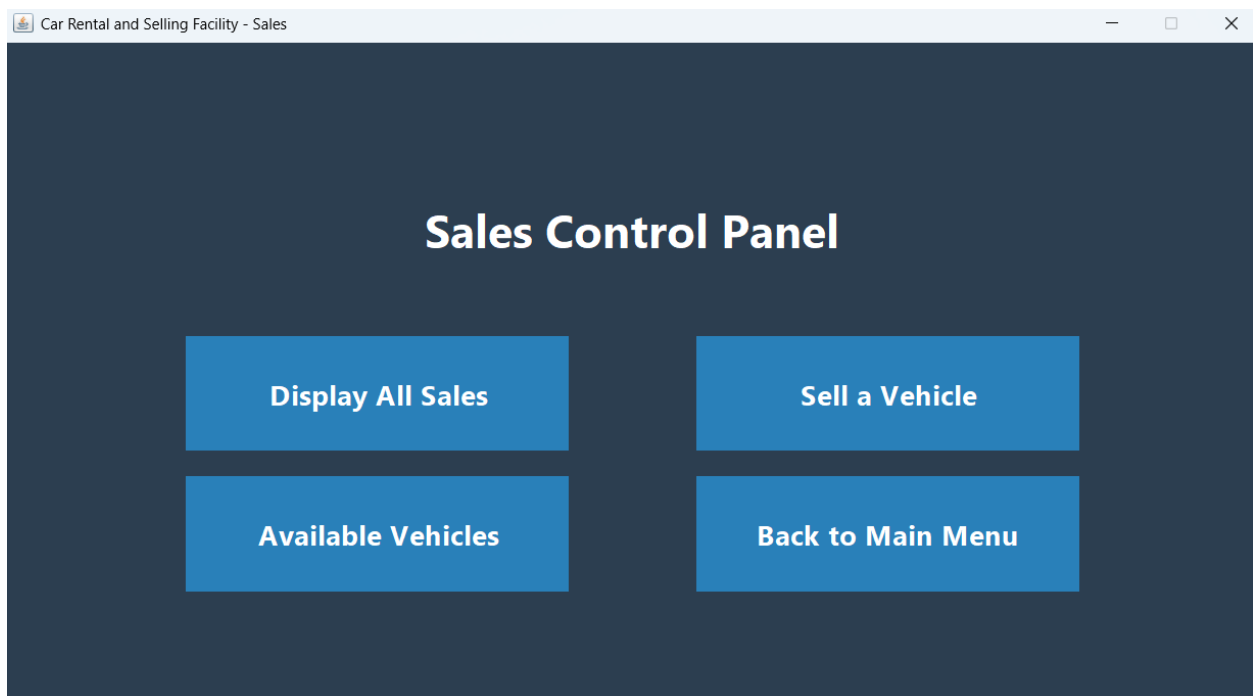 Car Rental and Selling Facility - Sales
Sales Control Panel
Display All Sales
Sell a Vehicle
Available Vehicles
Back to Main Menu